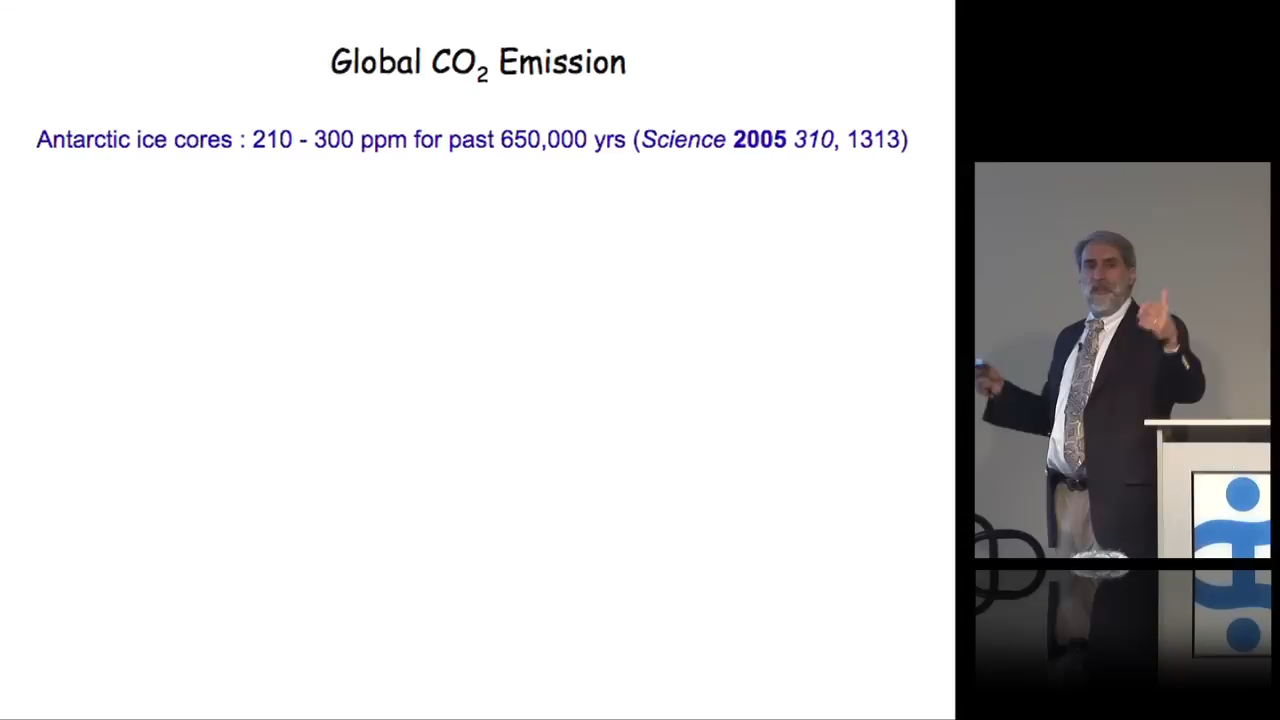 Global CO₂ Emission
Antarctic ice cores : 210 - 300 ppm for past 650,000 yrs (Science 2005 310, 1313)